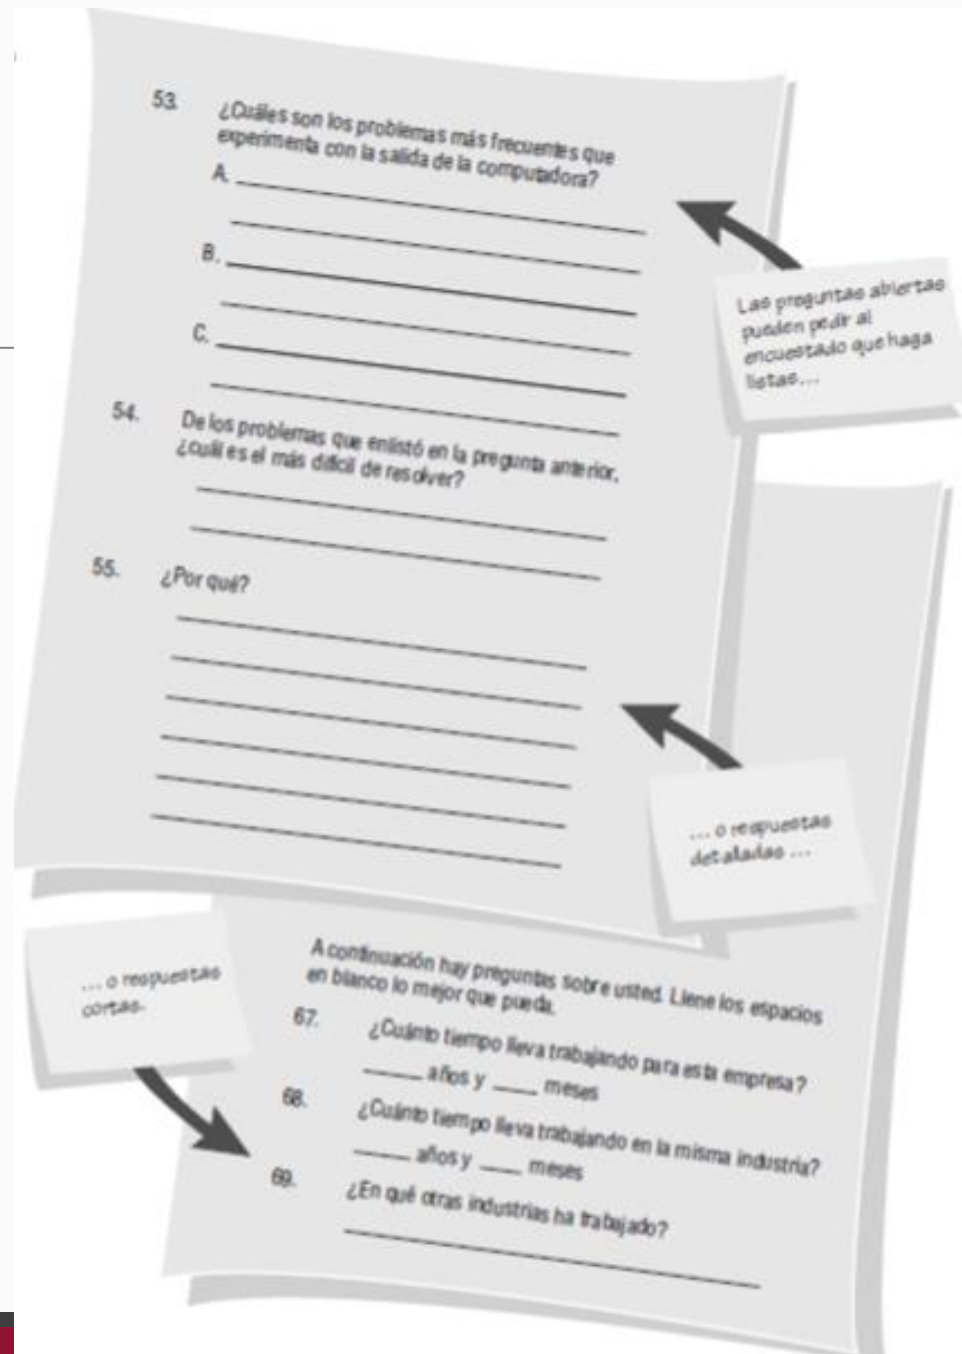 53. ¿Cuáles son los problemas más frecuentes que
experimenta con la salida de la computadora?
A.
B.
C.
Las preguntas abiertas
pueden pedir al
encuestado que haga
listas...
54. De los problemas que enlistó en la pregunta anterior,
¿cuál es el más difícil de resolver?
55. ¿Por qué?
... o respuestas
detalladas ...
... o respuestas
cortas.
A continuación hay preguntas sobre usted. Llene los espacios
en blanco lo mejor que pueda.
67. ¿Cuánto tiempo lleva trabajando para esta empresa?
_____ años y ____ meses
68. ¿Cuánto tiempo lleva trabajando en la misma industria?
_____ años y ____ meses
69. ¿En qué otras industrias ha trabajado?